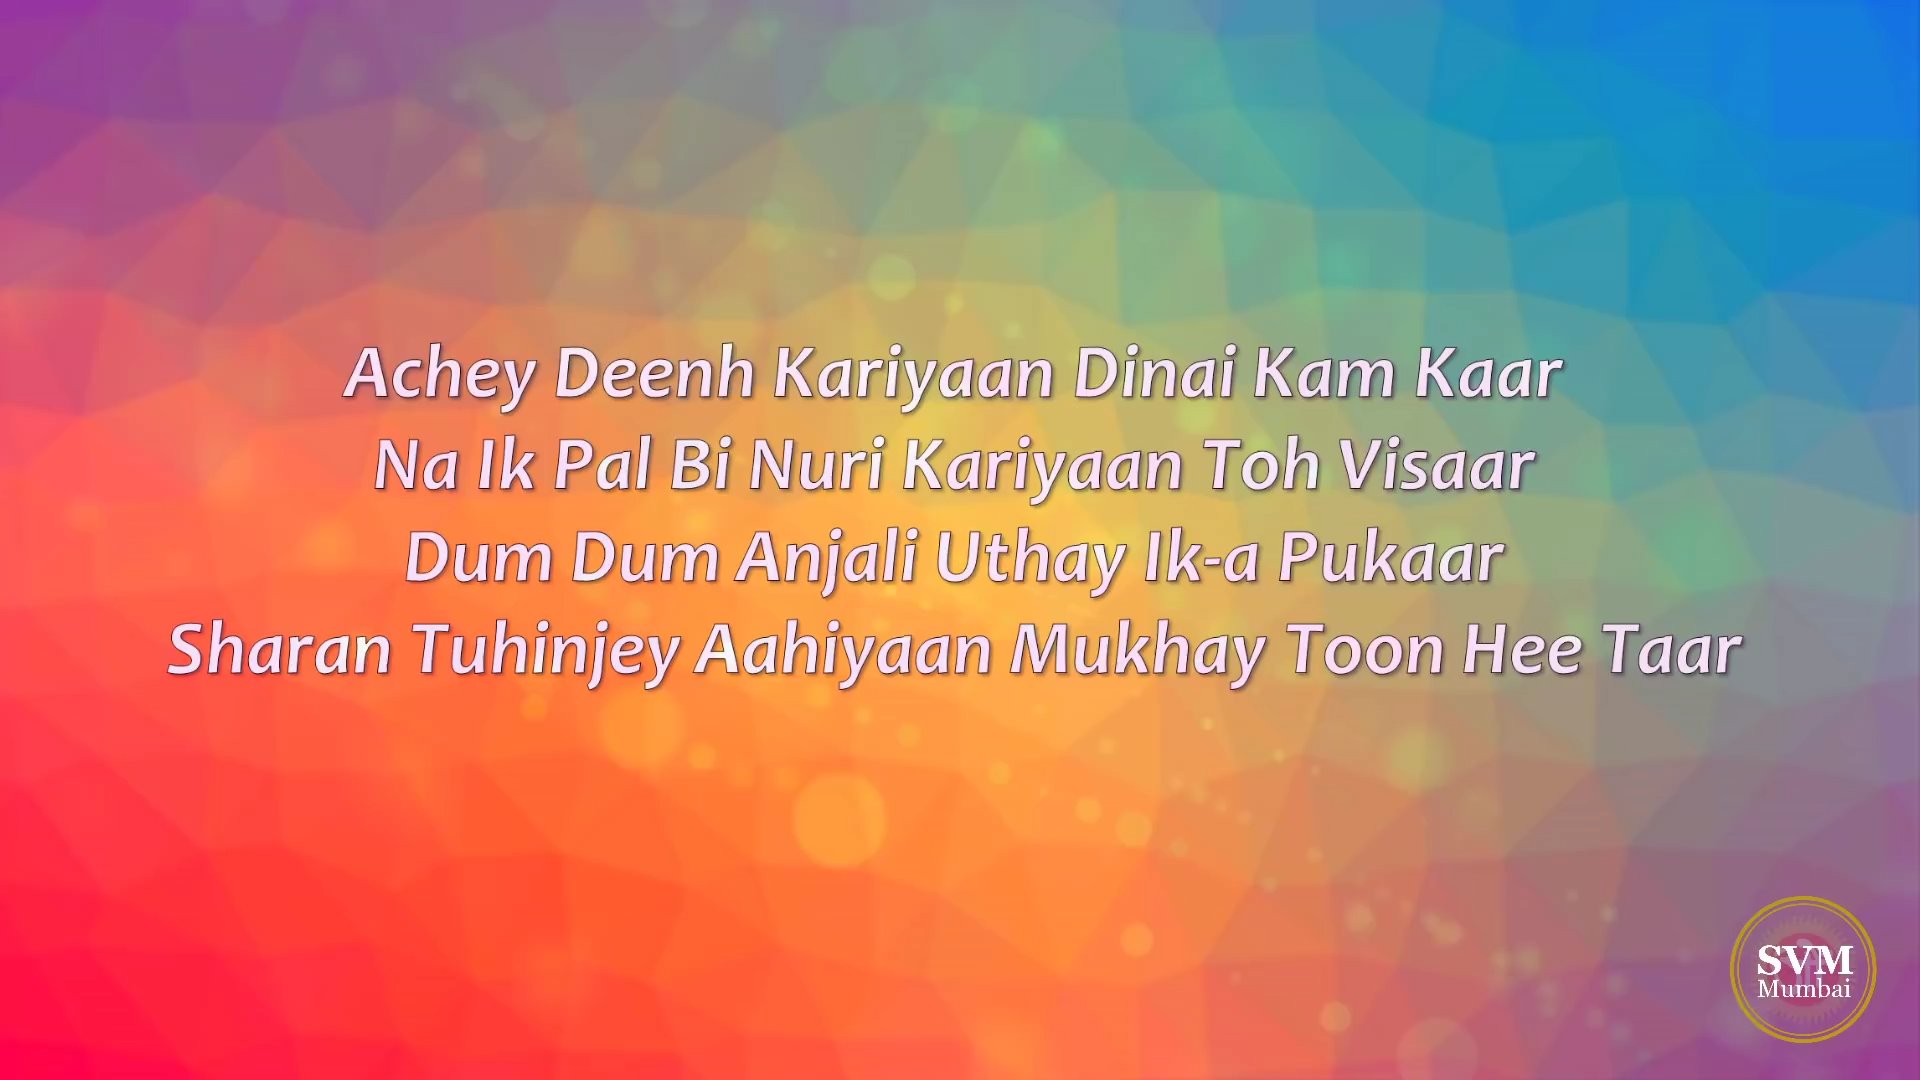 Achey Deenh Kariyaan Dinai Kam Kaar
Na Ik Pal Bi Nuri Kariyaan Toh Visaar
Dum Dum Anjali Uthay Ik-a Pukaar
Sharan Tuhinjey Aahiyaan Mukhay Toon Hee Taar
SVM
Mumbai